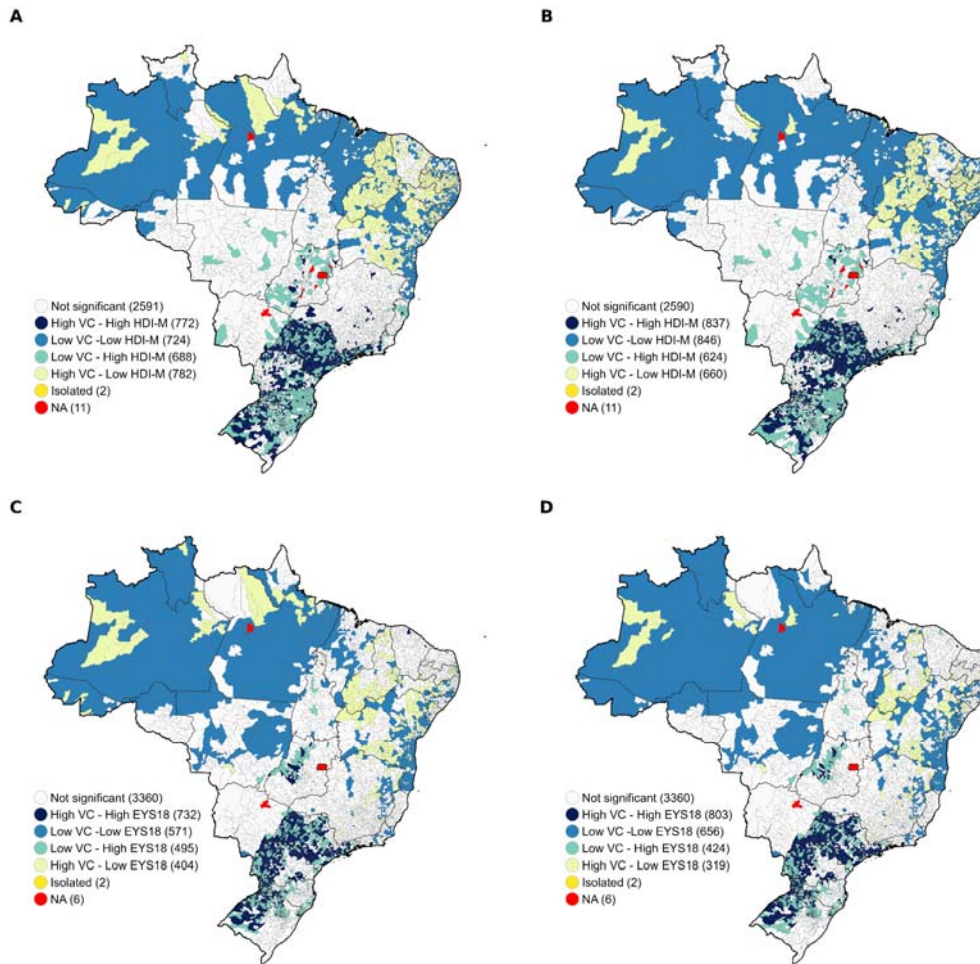 A
B
Not significant (2591)
High VC - High HDI-M (772)
Low VC -Low HDI-M (724)
Low VC - High HDI-M (688)
High VC - Low HDI-M (782)
Isolated (2)
NA (11)
Not significant (2590)
High VC - High HDI-M (837)
Low VC -Low HDI-M (846)
Low VC - High HDI-M (624)
High VC - Low HDI-M (660)
Isolated (2)
NA (11)
C
D
Not significant (3360)
High VC - High EYS18 (732)
Low VC -Low EYS18 (571)
Low VC - High EYS18 (495)
High VC - Low EYS18 (404)
Isolated (2)
NA (6)
Not significant (3360)
High VC - High EYS18 (803)
Low VC -Low EYS18 (656)
Low VC - High EYS18 (424)
High VC - Low EYS18 (319)
Isolated (2)
NA (6)